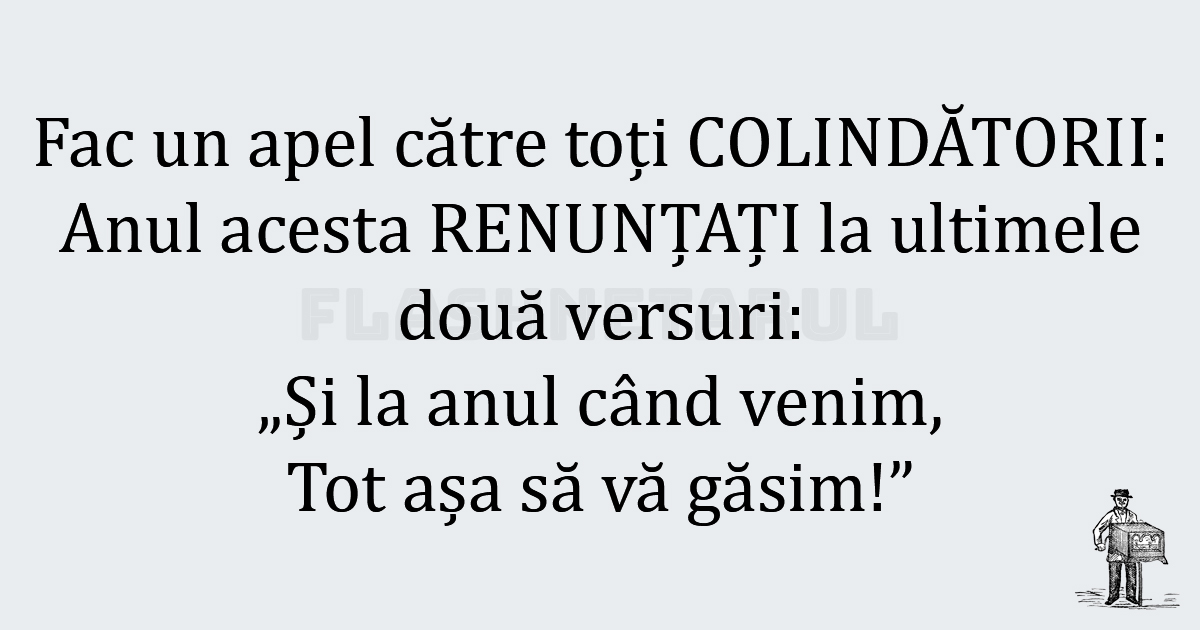 Fac un apel către toți COLINDĂTORII:
Anul acesta RENUNȚAȚI la ultimele
două versuri:
„Și la anul când venim,
Tot așa să vă găsim!”